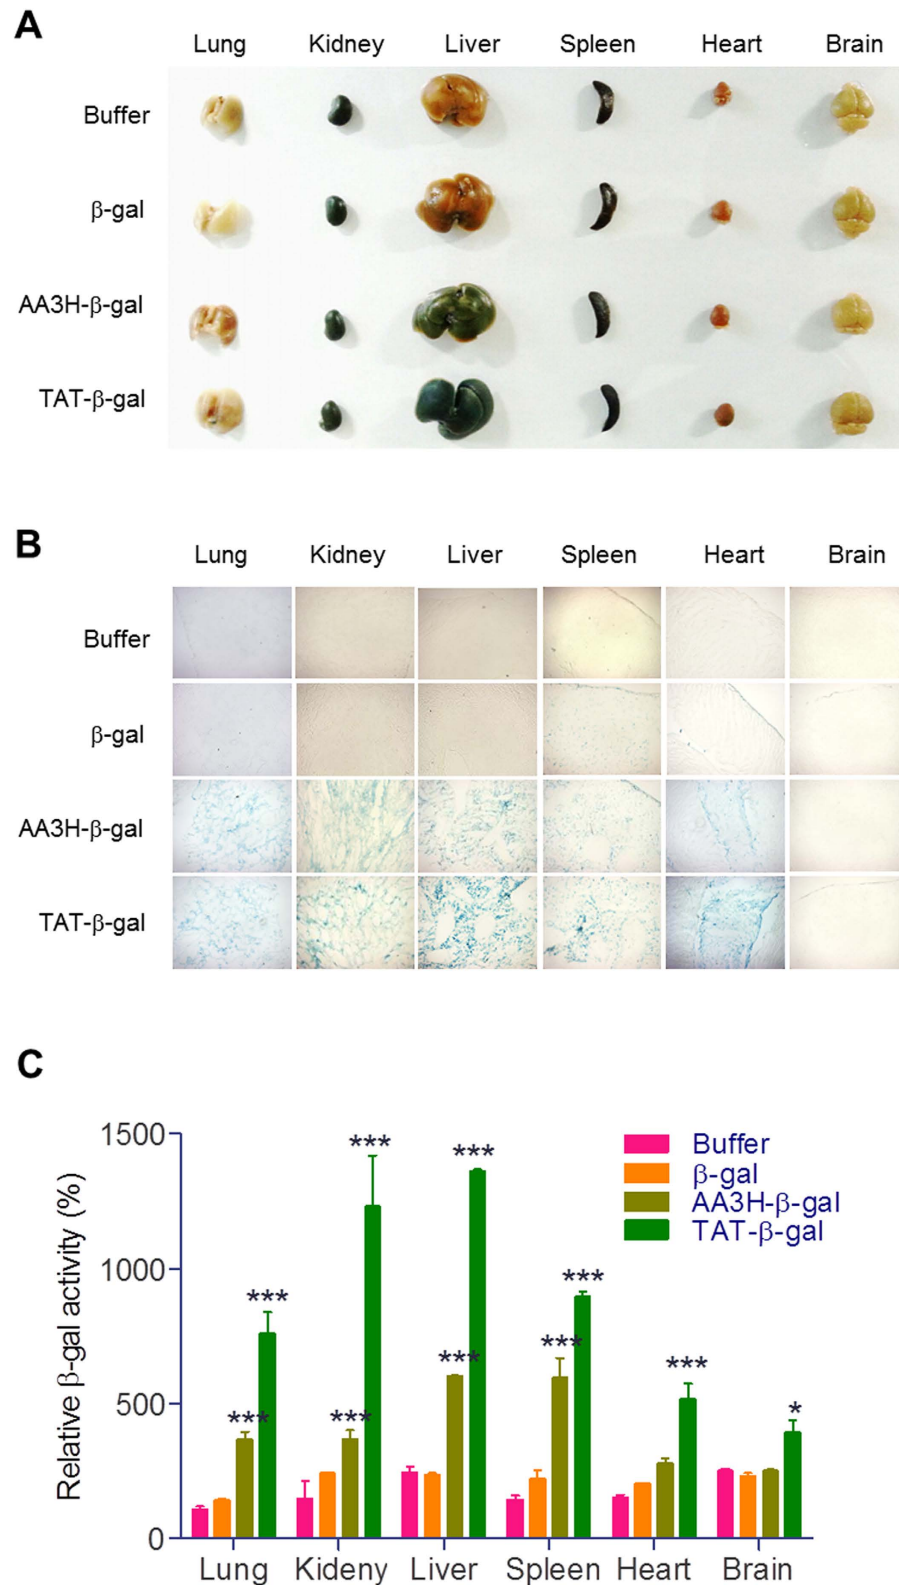 A
Lung Kidney Liver Spleen Heart Brain
Buffer
β-gal
AA3H-β-gal
TAT-β-gal
B
Lung Kidney Liver Spleen Heart Brain
Buffer
β-gal
AA3H-β-gal
TAT-β-gal
C
Relative β-gal activity (%)
1500
1000
500
0
*** *** *** *** *** *
*** *** *** ***
Buffer
β-gal
AA3H-β-gal
TAT-β-gal
Lung Kideny Liver Spleen Heart Brain